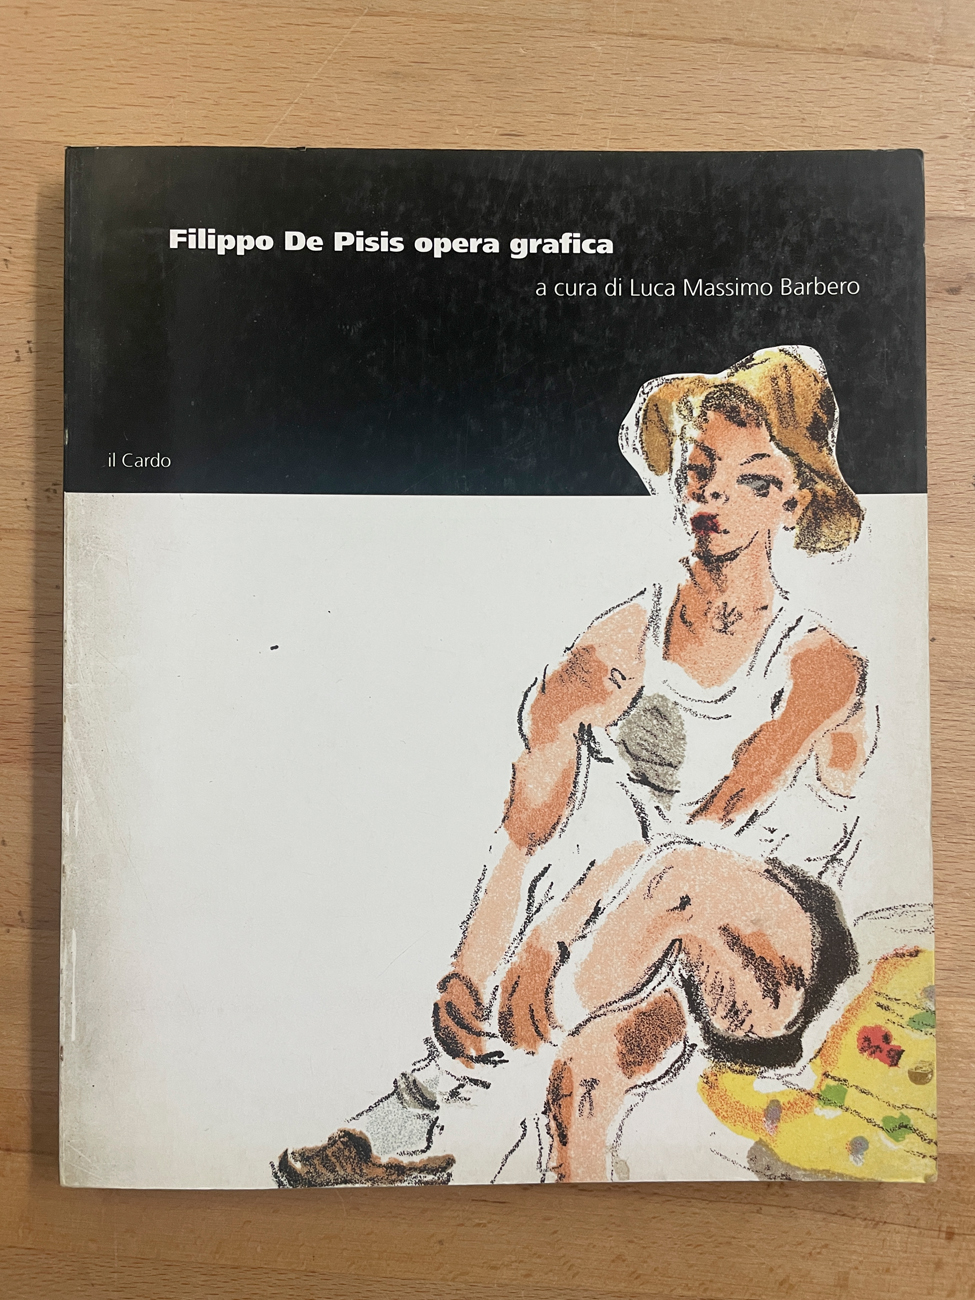 Filippo De Pisis opera grafica
a cura di Luca Massimo Barbero
il Cardo